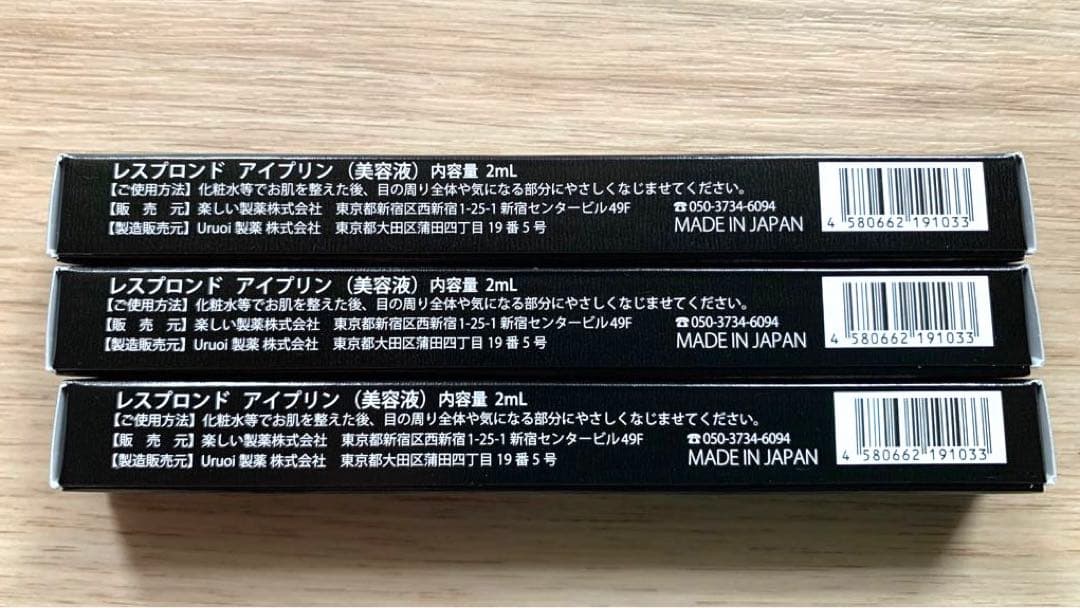 レスプロンド アイプリン（美容液）内容量 2mL
【ご使用方法】化粧水等でお肌を整えた後、目の周り全体や気になる部分にやさしくなじませてください。
【販 売 元】楽しい製薬株式会社 東京都新宿区西新宿1-25-1 新宿センタービル49F ☎050-3734-6094
【製造販売元】Uruoi 製薬 株式会社 東京都大田区蒲田四丁目19番5号 MADE IN JAPAN
4 580662 191033
レスプロンド アイプリン（美容液）内容量 2mL
【ご使用方法】化粧水等でお肌を整えた後、目の周り全体や気になる部分にやさしくなじませてください。
【販 売 元】楽しい製薬株式会社 東京都新宿区西新宿1-25-1 新宿センタービル49F ☎050-3734-6094
【製造販売元】Uruoi 製薬 株式会社 東京都大田区蒲田四丁目19番5号 MADE IN JAPAN
4 580662 191033
レスプロンド アイプリン（美容液）内容量 2mL
【ご使用方法】化粧水等でお肌を整えた後、目の周り全体や気になる部分にやさしくなじませてください。
【販 売 元】楽しい製薬株式会社 東京都新宿区西新宿1-25-1 新宿センタービル49F ☎050-3734-6094
【製造販売元】Uruoi 製薬 株式会社 東京都大田区蒲田四丁目19番5号 MADE IN JAPAN
4 580662 191033